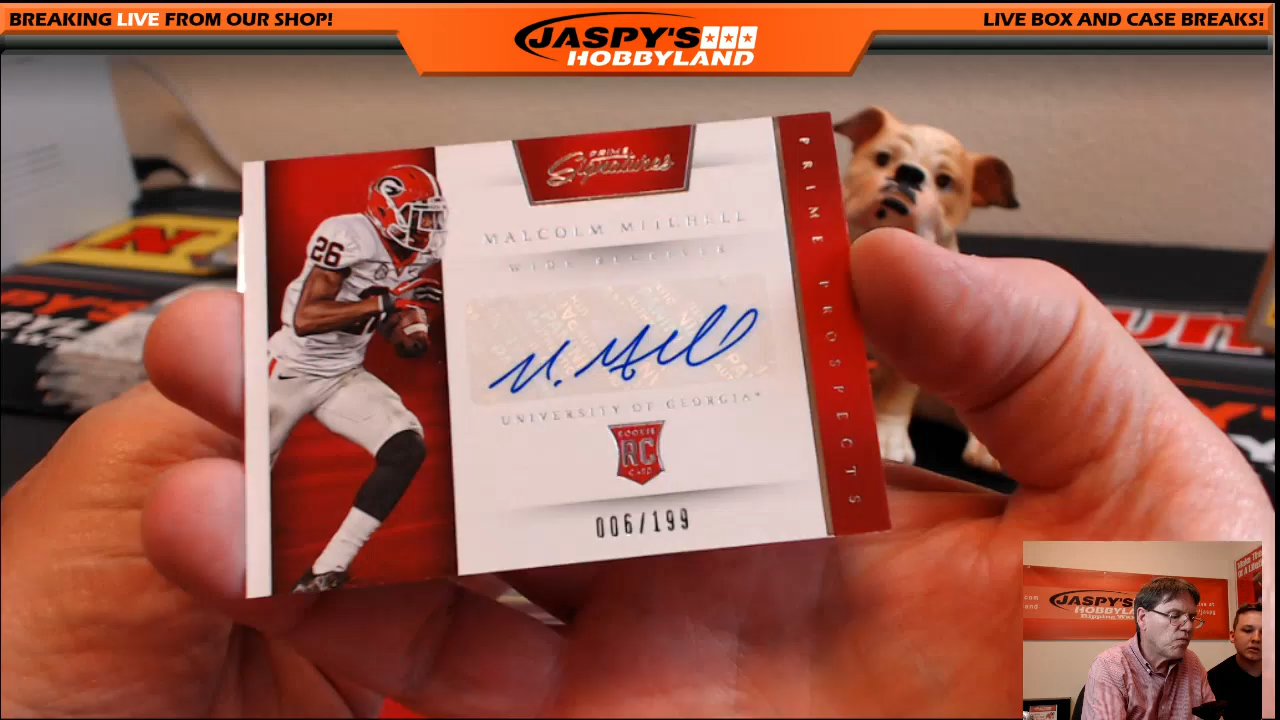 BREAKING LIVE FROM OUR SHOP!
JASPY'S
HOBBYLAND
LIVE BOX AND CASE BREAKS!
PRIME
Signatures
MALCOLM MITCHELL
WIDE RECEIVER
26
M. Mitchell
UNIVERSITY OF GEORGIA*
ROOKIE
RC
CARD
006/199
PRIME PROSPECTS
N
JASPY'S
HOBBYLAND